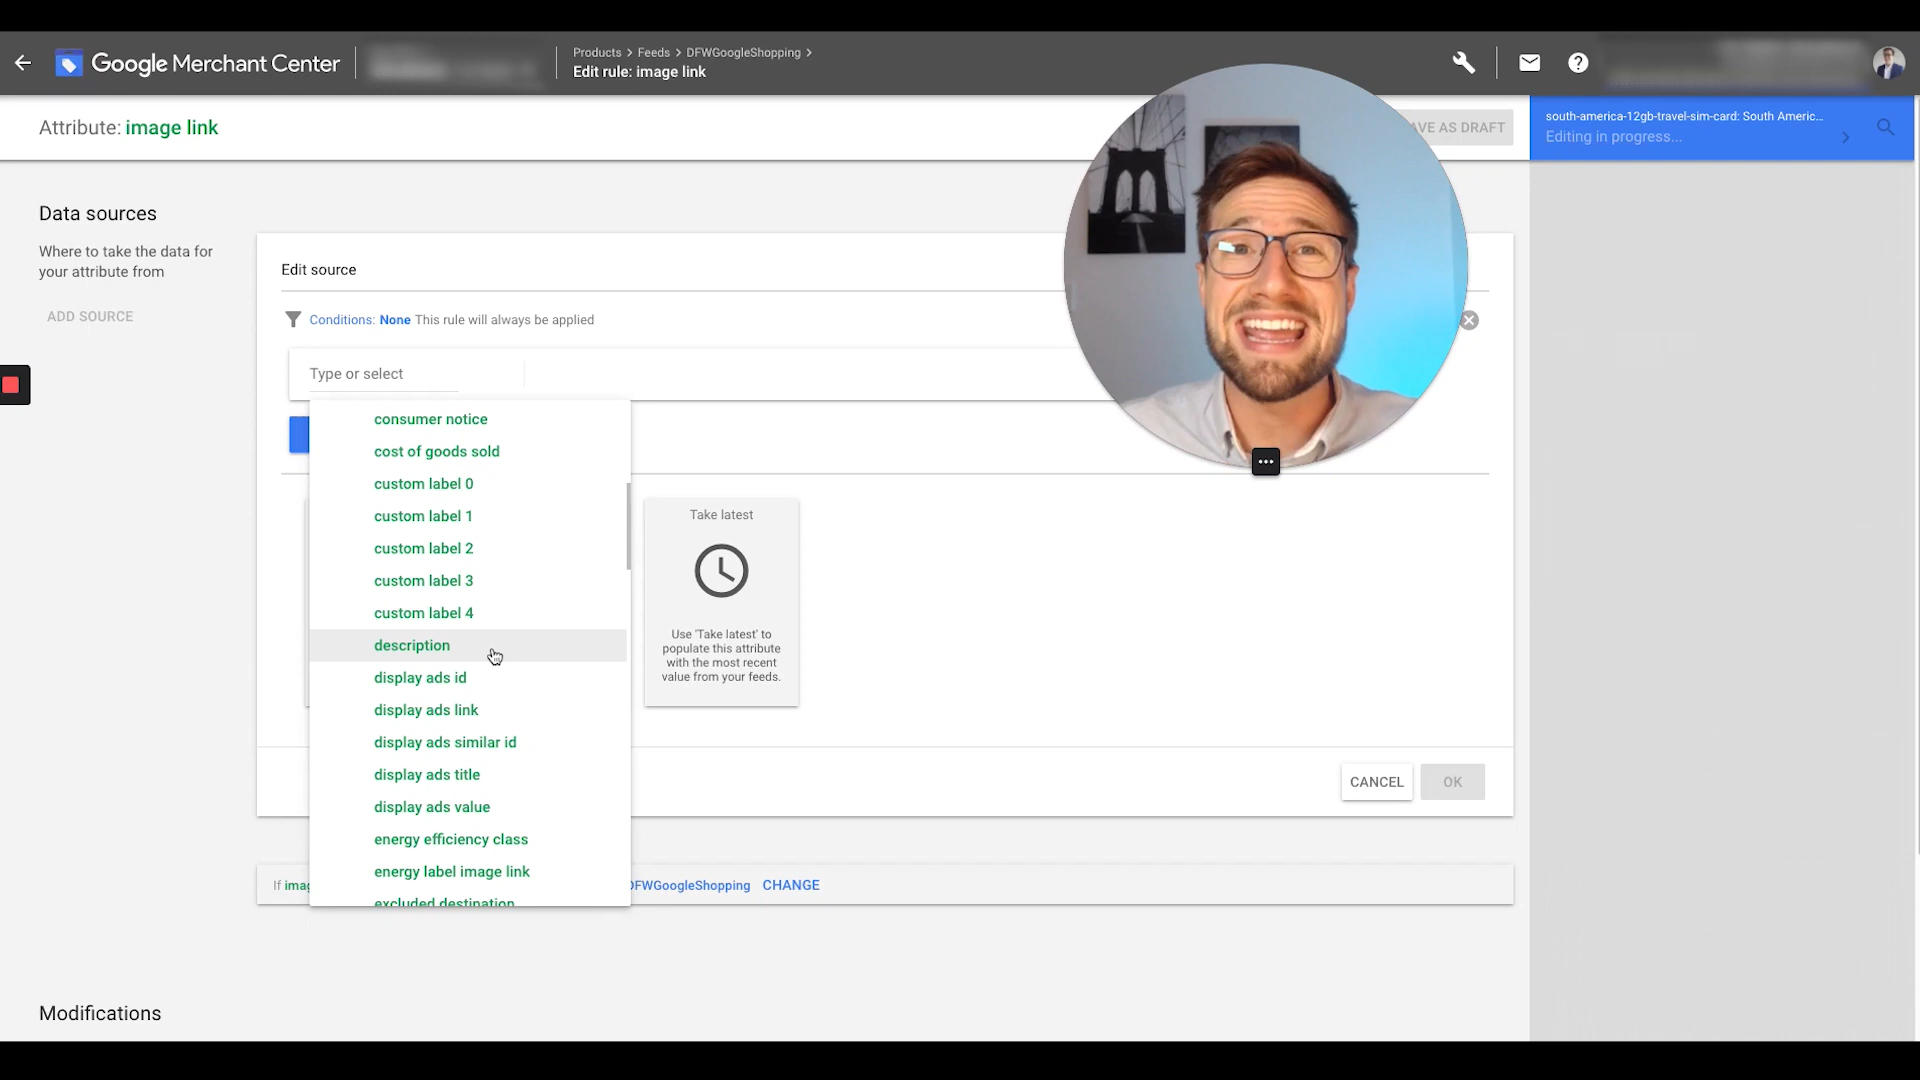 Google Merchant Center
Products > Feeds > DFWGoogleShopping >
Edit rule: image link
Attribute: image link
AVE AS DRAFT
south-america-12gb-travel-sim-card: South Americ...
Editing in progress...
Data sources
Where to take the data for
your attribute from
ADD SOURCE
Edit source
Conditions: None This rule will always be applied
Type or select
consumer notice
cost of goods sold
custom label 0
custom label 1
custom label 2
custom label 3
custom label 4
description
display ads id
display ads link
display ads similar id
display ads title
display ads value
energy efficiency class
energy label image link
excluded destination
Take latest
Use 'Take latest' to
populate this attribute
with the most recent
value from your feeds.
CANCEL
OK
If imag
DFWGoogleShopping CHANGE
Modifications